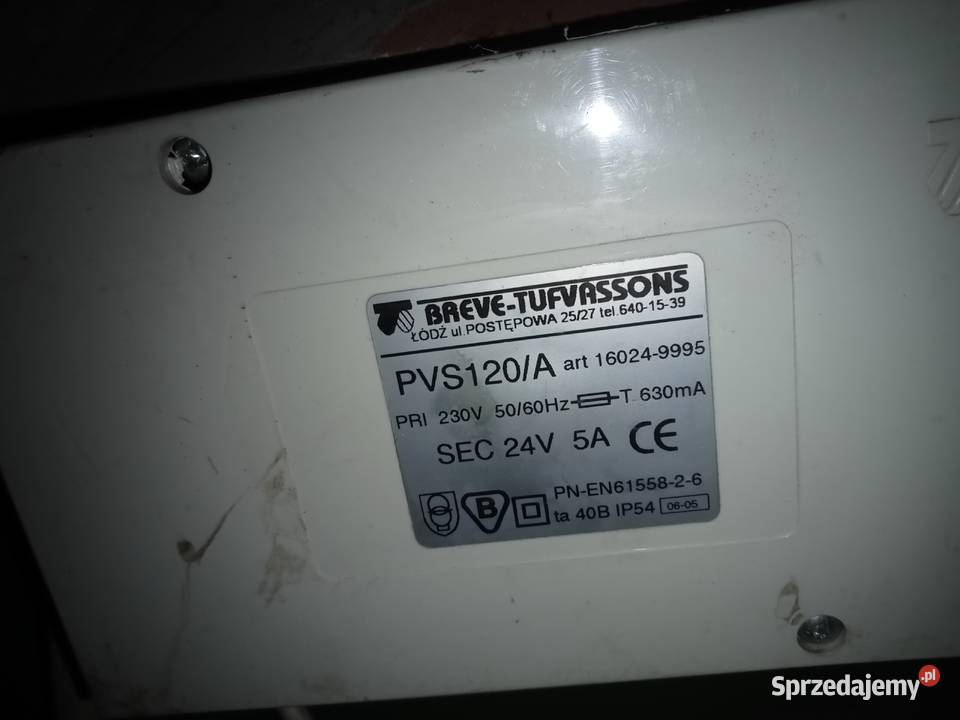 BREVE-TUFVASSONS
ŁÓDŹ ul.POSTĘPOWA 25/27 tel.640-15-39
PVS120/A art 16024-9995
PRI 230V 50/60Hz T 630mA
SEC 24V 5A CE
B PN-EN61558-2-6
ta 40B IP54 06-05
Sprzedajemy.pl